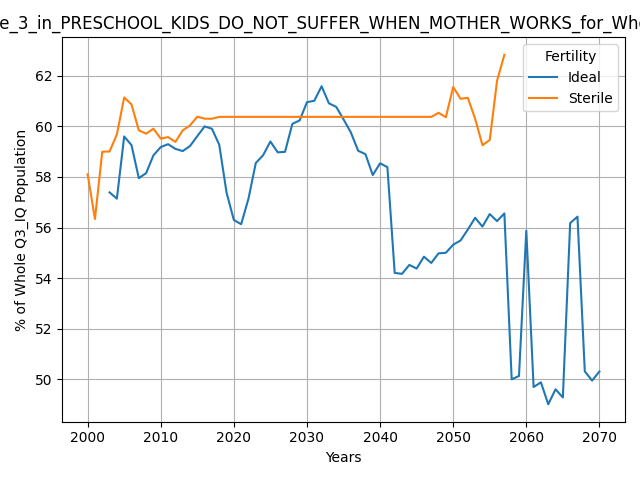 e_3_in_PRESCHOOL_KIDS_DO_NOT_SUFFER_WHEN_MOTHER_WORKS_for_Who
Fertility
Ideal
Sterile
% of Whole Q3_IQ Population
62
60
58
56
54
52
50
2000
2010
2020
2030
2040
2050
2060
2070
Years